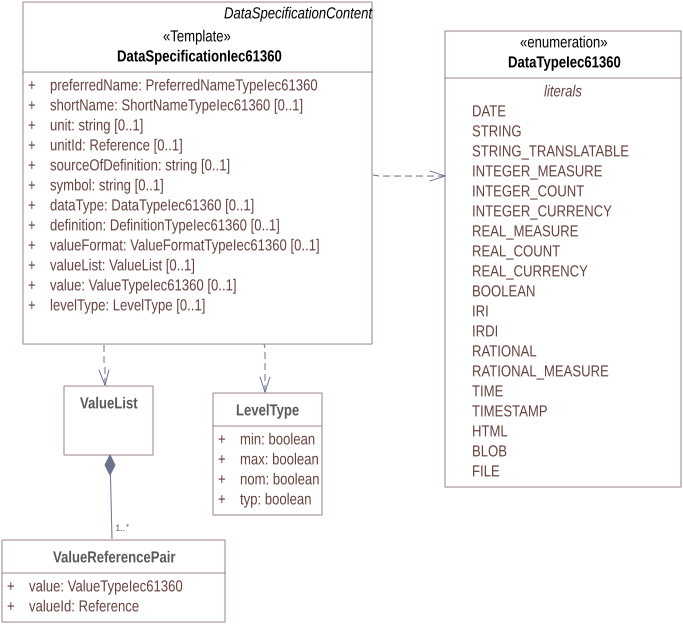 DataSpecificationContent
«Template»
DataSpecificationIec61360
+ preferredName: PreferredNameTypeIec61360
+ shortName: ShortNameTypeIec61360 [0..1]
+ unit: string [0..1]
+ unitId: Reference [0..1]
+ sourceOfDefinition: string [0..1]
+ symbol: string [0..1]
+ dataType: DataTypeIec61360 [0..1]
+ definition: DefinitionTypeIec61360 [0..1]
+ valueFormat: ValueFormatTypeIec61360 [0..1]
+ valueList: ValueList [0..1]
+ value: ValueTypeIec61360 [0..1]
+ levelType: LevelType [0..1]
«enumeration»
DataTypeIec61360
literals
DATE
STRING
STRING_TRANSLATABLE
INTEGER_MEASURE
INTEGER_COUNT
INTEGER_CURRENCY
REAL_MEASURE
REAL_COUNT
REAL_CURRENCY
BOOLEAN
IRI
IRDI
RATIONAL
RATIONAL_MEASURE
TIME
TIMESTAMP
HTML
BLOB
FILE
ValueList
LevelType
+ min: boolean
+ max: boolean
+ nom: boolean
+ typ: boolean
1..*
ValueReferencePair
+ value: ValueTypeIec61360
+ valueId: Reference